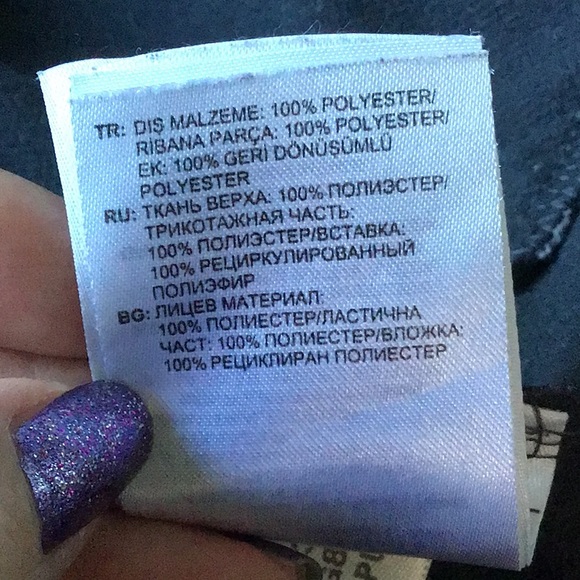 TR: DIŞ MALZEME: 100% POLYESTER/
RİBANA PARÇA: 100% POLYESTER/
EK: 100% GERİ DÖNÜŞÜMLÜ
POLYESTER
RU: ТКАНЬ ВЕРХА: 100% ПОЛИЭСТЕР/
ТРИКОТАЖНАЯ ЧАСТЬ:
100% ПОЛИЭСТЕР/ВСТАВКА:
100% РЕЦИРКУЛИРОВАННЫЙ
ПОЛИЭФИР
BG: ЛИЦЕВ МАТЕРИАЛ:
100% ПОЛИЕСТЕР/ЛАСТИЧНА
ЧАСТ: 100% ПОЛИЕСТЕР/ВЛОЖКА:
100% РЕЦИКЛИРАН ПОЛИЕСТЕР